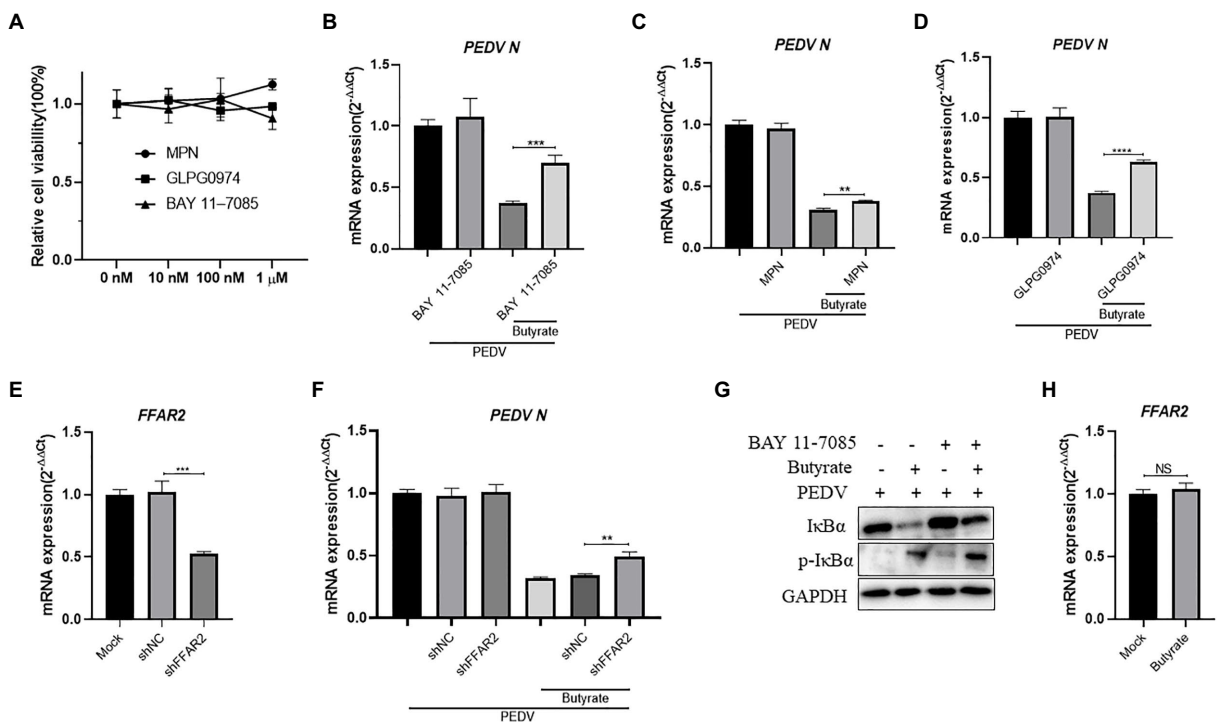 A
Relative cell viabillity(100%)
1.0
1.0
MPN
GLPG0974
BAY 11–7085
0 nM 10 nM 100 nM 1 μM
B
PEDV N
mRNA expression(2-ΔΔCt)
1.5
1.0
0.5
0.0
***
BAY 11-7085 BAY 11-7085
Butyrate
PEDV
C
PEDV N
mRNA expression(2-ΔΔCt)
1.5
1.0
0.5
0.0
**
MPN MPN
Butyrate
PEDV
D
PEDV N
mRNA expression(2-ΔΔCt)
1.5
1.0
0.5
0.0
****
GLPG0974 GLPG0974
Butyrate
PEDV
E
FFAR2
mRNA expression(2-ΔΔCt)
1.5
1.0
0.5
0.0
***
Mock shNC shFFAR2
F
PEDV N
mRNA expression(2-ΔΔCt)
1.5
1.0
0.5
0.0
**
shNC shFFAR2 shNC shFFAR2
Butyrate
PEDV
G
BAY 11-7085 - - + +
Butyrate - + - +
PEDV + + + +
IκBα
p-IκBα
GAPDH
H
FFAR2
mRNA expression(2-ΔΔCt)
1.5
1.0
0.5
0.0
NS
Mock Butyrate